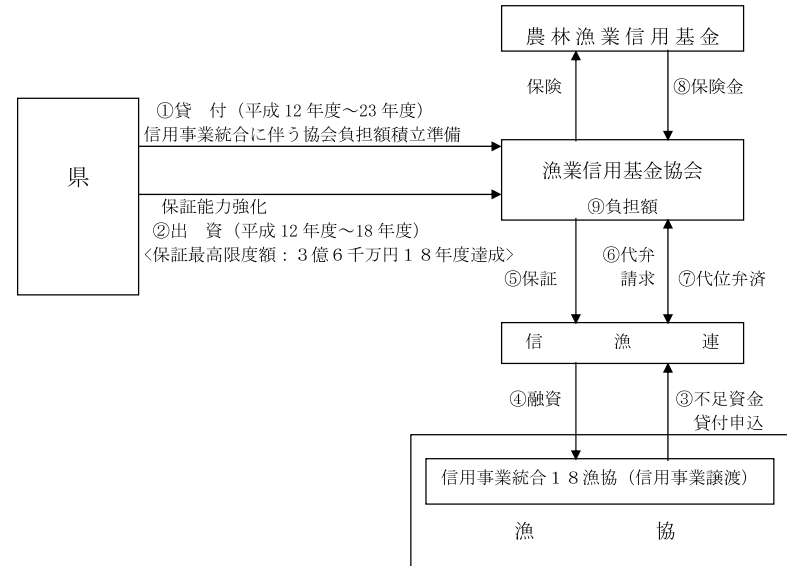 農林漁業信用基金
保険
⑧保険金
①貸　付（平成12年度～23年度）
信用事業統合に伴う協会負担額積立準備
県
漁業信用基金協会
⑨負担額
保証能力強化
②出　資（平成12年度～18年度）
<保証最高限度額：３億６千万円１８年度達成>
⑤保証
⑥代弁
請求
⑦代位弁済
信　漁　連
④融資
③不足資金
貸付申込
信用事業統合１８漁協（信用事業譲渡）
漁　協